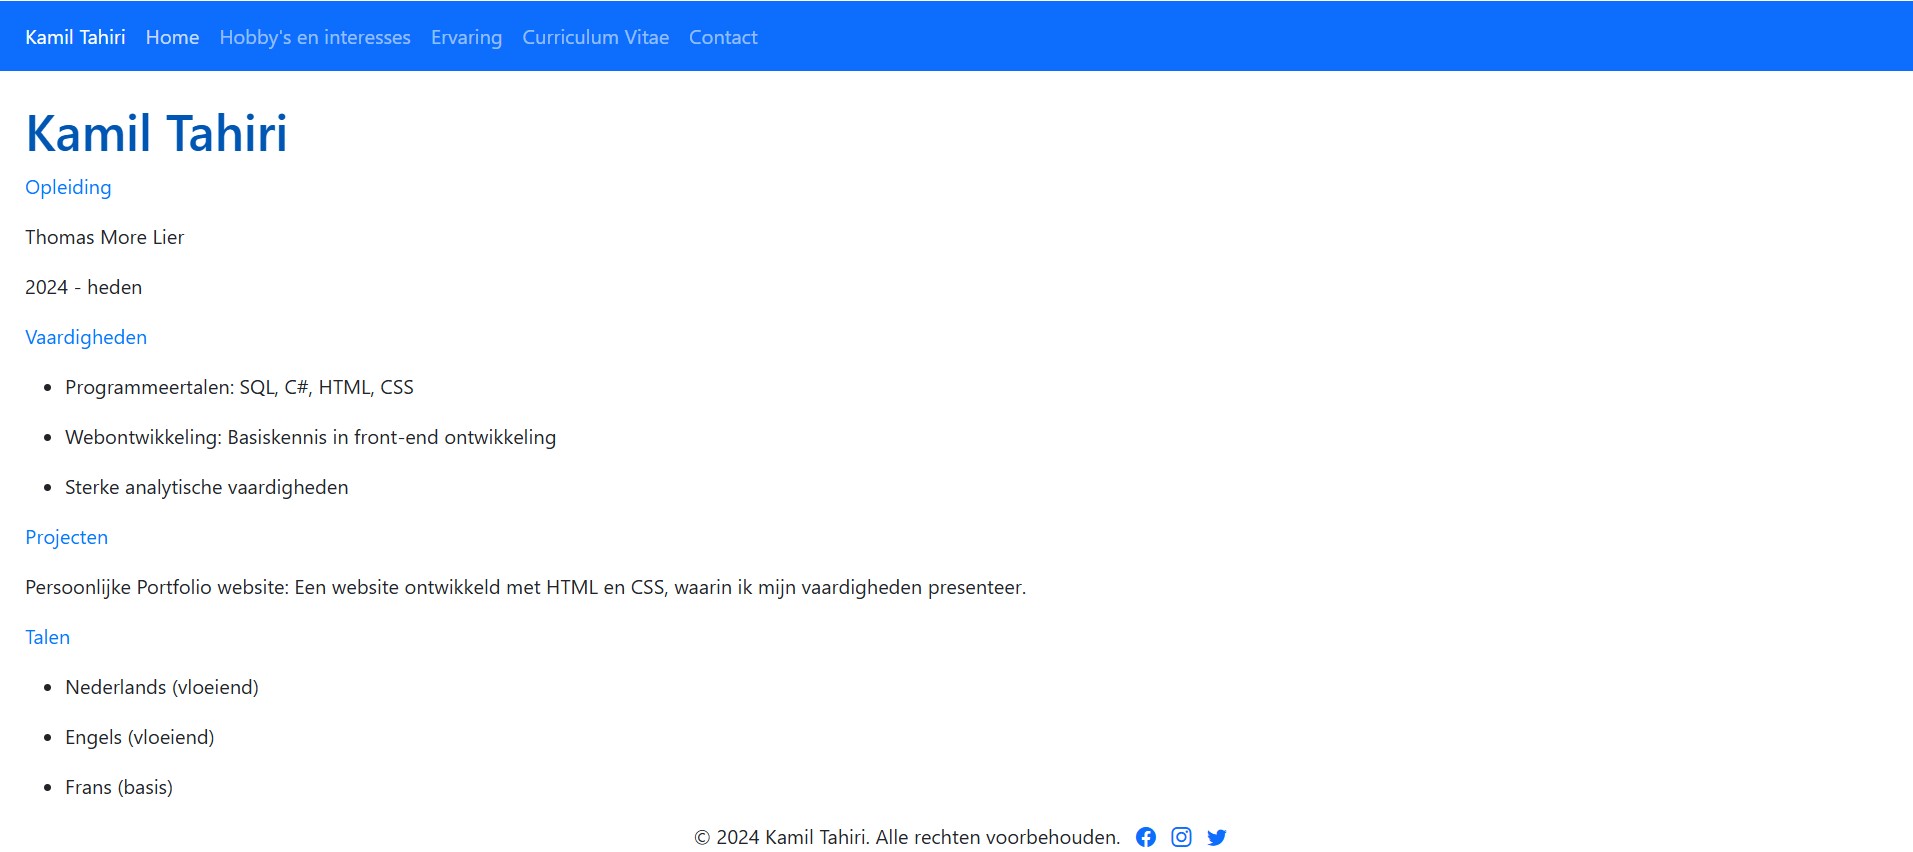 Kamil Tahiri Home Hobby's en interesses Ervaring Curriculum Vitae Contact
Kamil Tahiri
Opleiding
Thomas More Lier
2024 - heden
Vaardigheden
• Programmeertalen: SQL, C#, HTML, CSS
• Webontwikkeling: Basiskennis in front-end ontwikkeling
• Sterke analytische vaardigheden
Projecten
Persoonlijke Portfolio website: Een website ontwikkeld met HTML en CSS, waarin ik mijn vaardigheden presenteer.
Talen
• Nederlands (vloeiend)
• Engels (vloeiend)
• Frans (basis)
© 2024 Kamil Tahiri. Alle rechten voorbehouden.